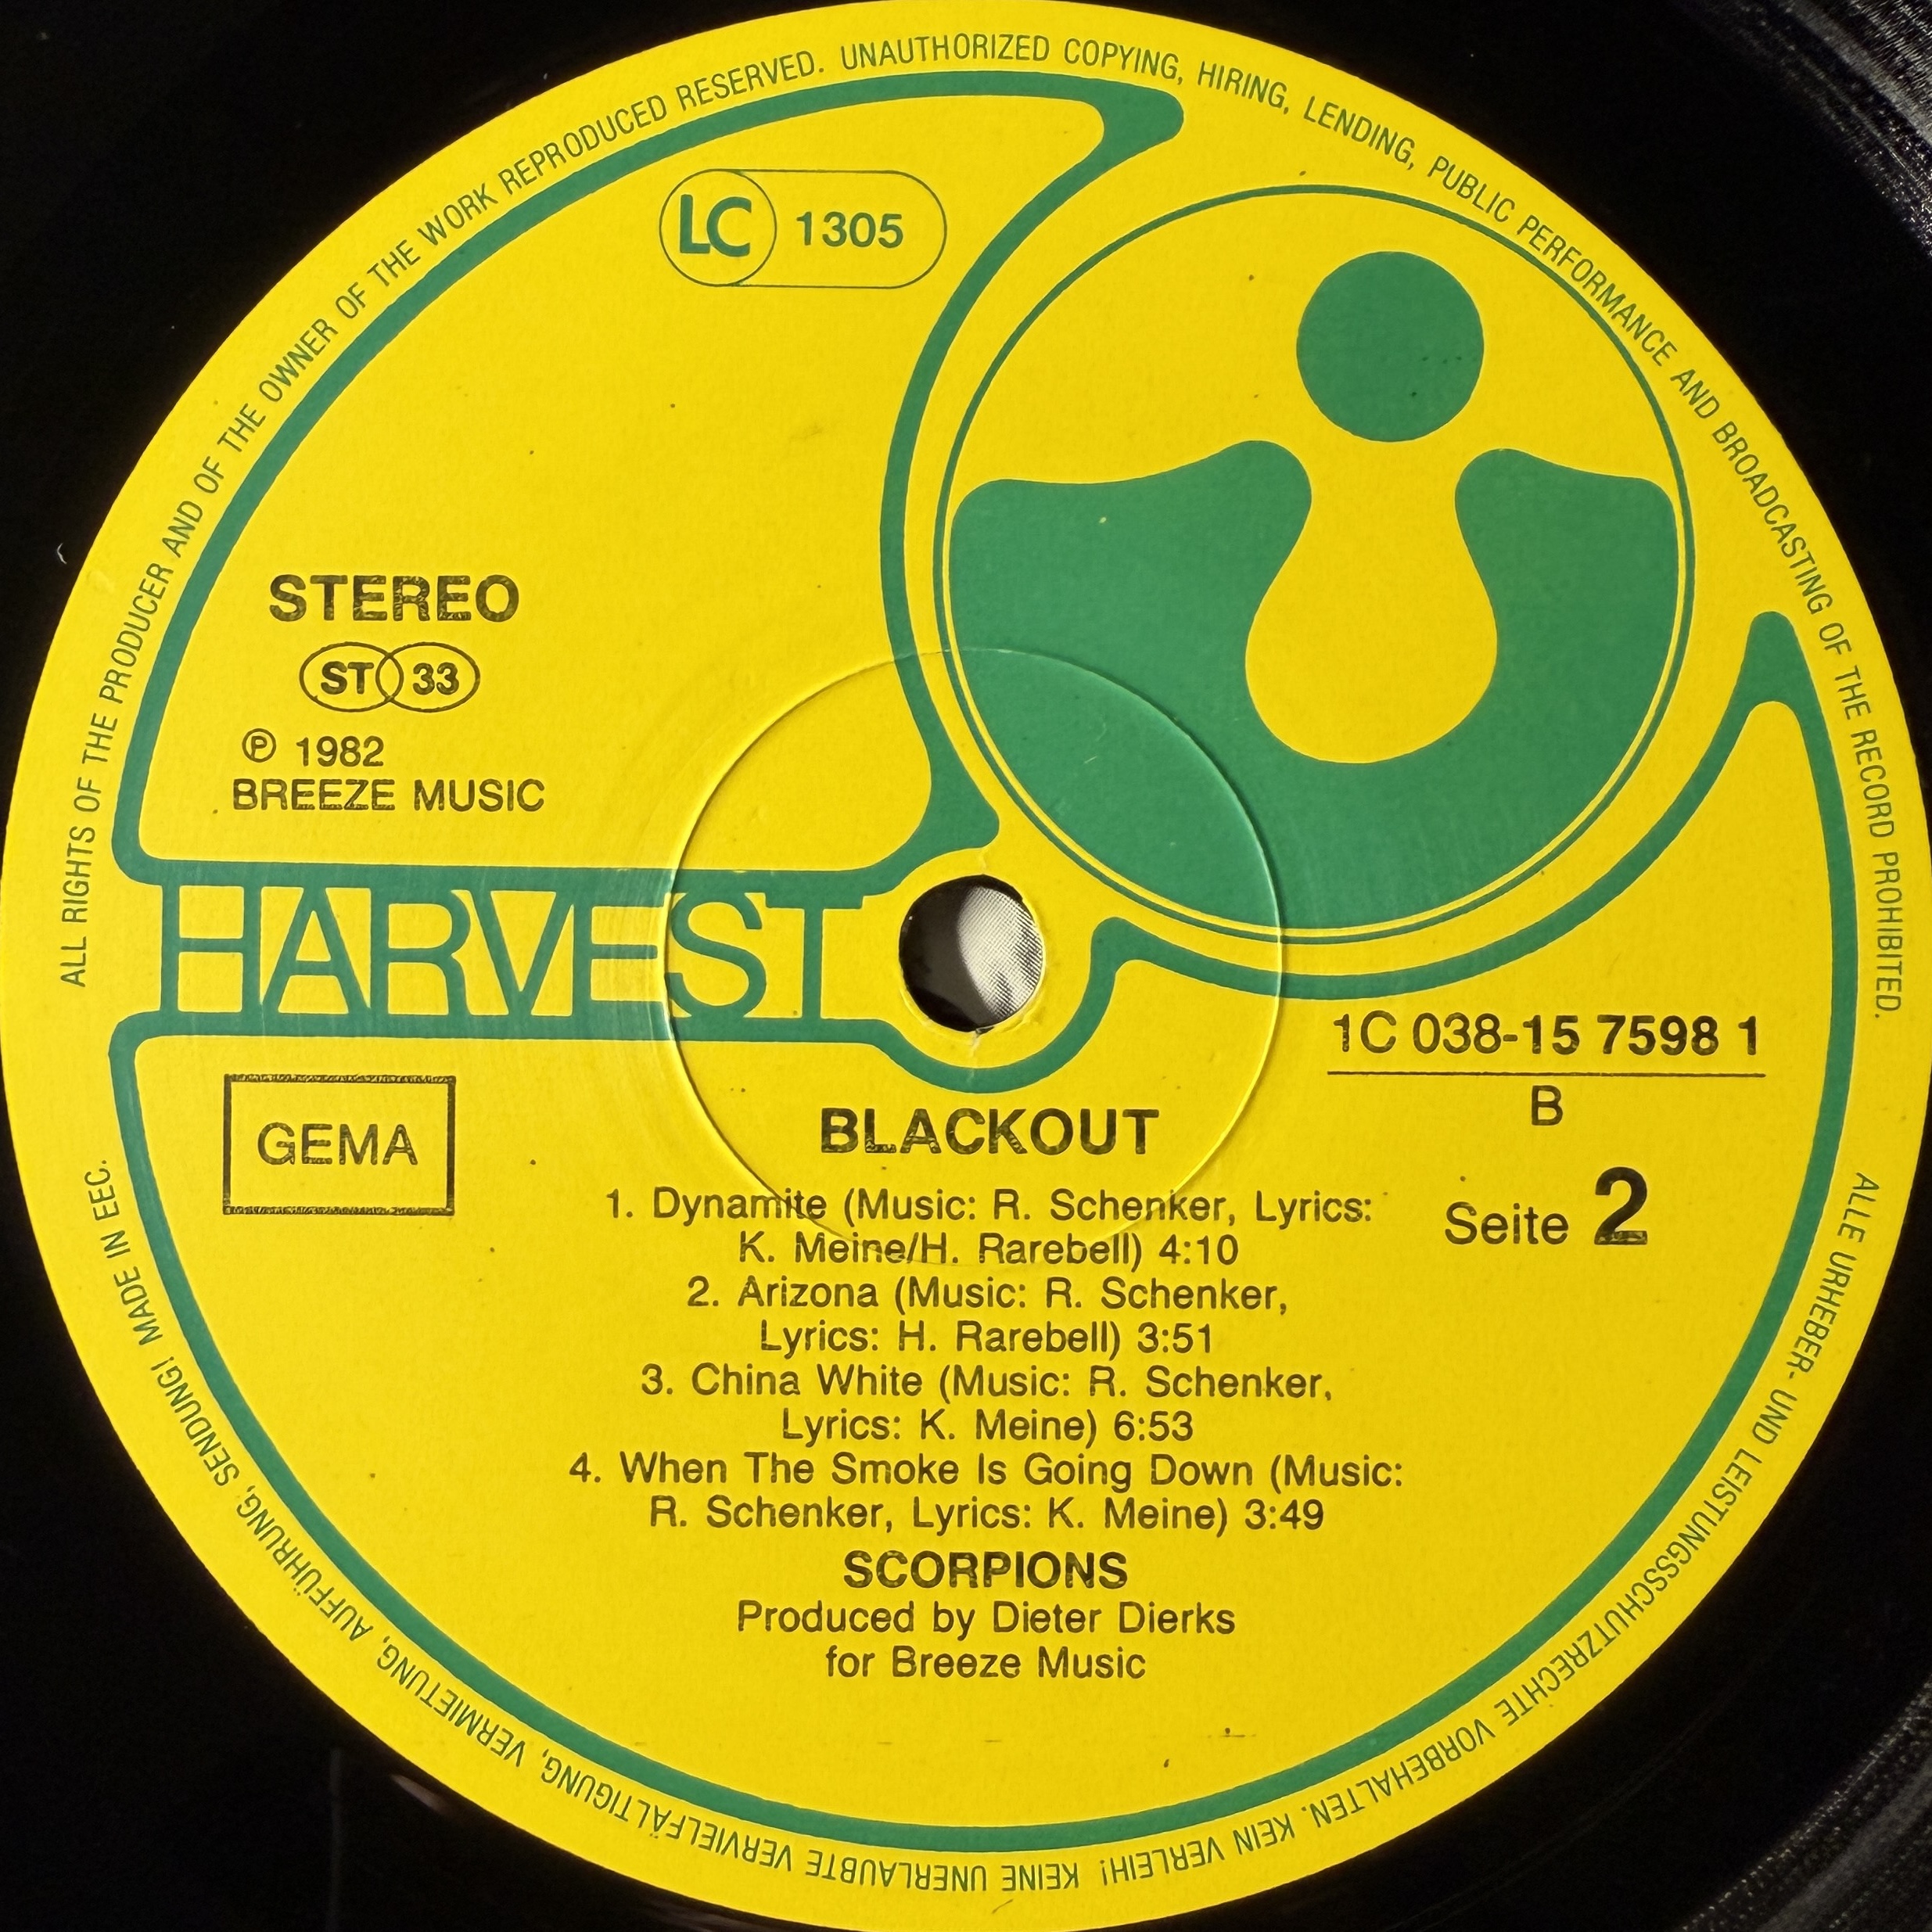 ALL RIGHTS OF THE PRODUCER AND OF THE OWNER OF THE WORK REPRODUCED RESERVED. UNAUTHORIZED COPYING, HIRING, LENDING, PUBLIC PERFORMANCE AND BROADCASTING OF THE RECORD PROHIBITED.
LC 1305
STEREO
ST 33
℗ 1982
BREEZE MUSIC
HARVEST
1C 038-15 7598 1
B
GEMA
BLACKOUT
Seite 2
1. Dynamite (Music: R. Schenker, Lyrics:
K. Meine/H. Rarebell) 4:10
2. Arizona (Music: R. Schenker,
Lyrics: H. Rarebell) 3:51
3. China White (Music: R. Schenker,
Lyrics: K. Meine) 6:53
4. When The Smoke Is Going Down (Music:
R. Schenker, Lyrics: K. Meine) 3:49
SCORPIONS
Produced by Dieter Dierks
for Breeze Music
ALLE URHEBER- UND LEISTUNGSSCHUTZRECHTE VORBEHALTEN. KEIN VERLEIH! KEINE UNERLAUBTE VERVIELFÄLTIGUNG, VERMIETUNG, AUFFÜHRUNG, SENDUNG! MADE IN EEC.